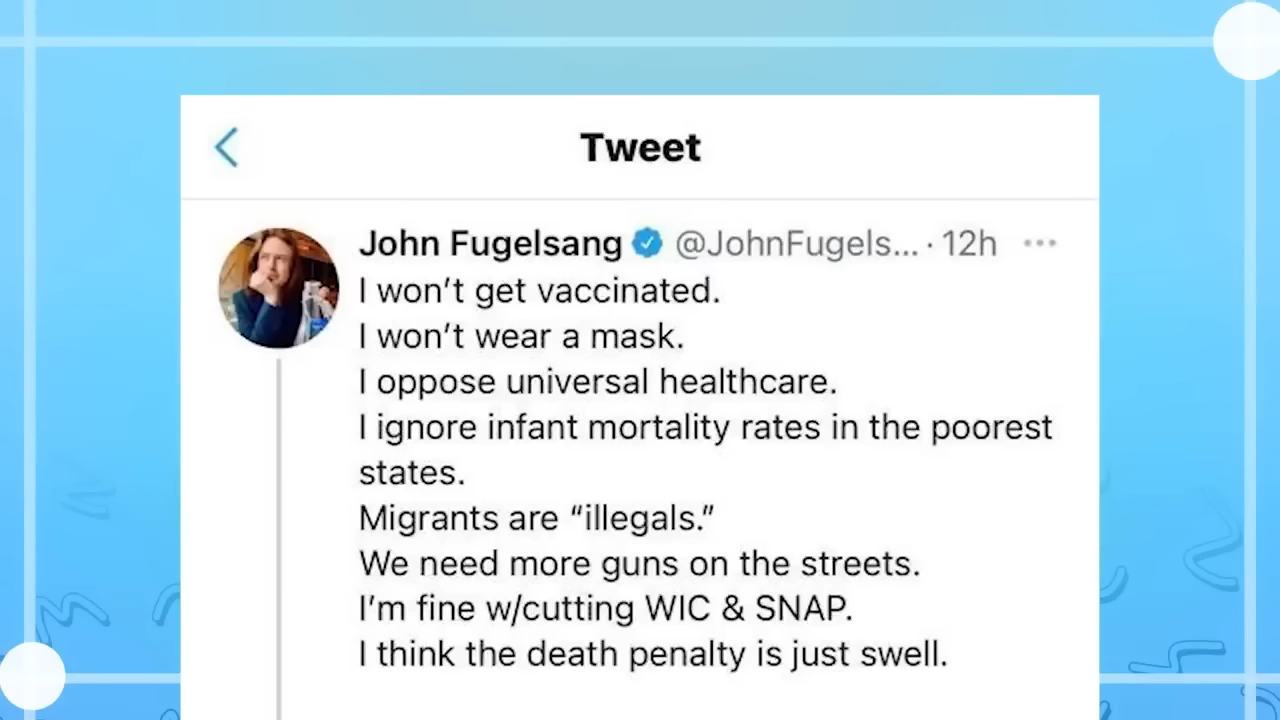 Tweet
John Fugelsang @JohnFugels... · 12h
I won't get vaccinated.
I won't wear a mask.
I oppose universal healthcare.
I ignore infant mortality rates in the poorest
states.
Migrants are “illegals.”
We need more guns on the streets.
I'm fine w/cutting WIC & SNAP.
I think the death penalty is just swell.